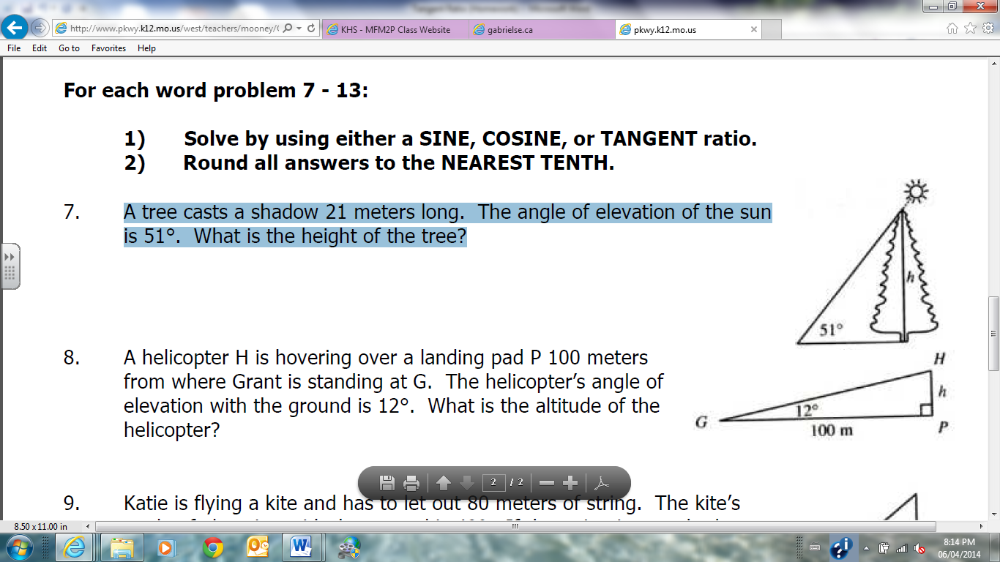 http://www.pkwy.k12.mo.us/west/teachers/mooney/
KHS - MFM2P Class Website
gabrielse.ca
pkwy.k12.mo.us
File Edit Go to Favorites Help
For each word problem 7 - 13:
1) Solve by using either a SINE, COSINE, or TANGENT ratio.
2) Round all answers to the NEAREST TENTH.
7. A tree casts a shadow 21 meters long. The angle of elevation of the sun
is 51°. What is the height of the tree?
h
51°
8. A helicopter H is hovering over a landing pad P 100 meters
from where Grant is standing at G. The helicopter's angle of
elevation with the ground is 12°. What is the altitude of the
helicopter?
H
h
12°
G
100 m
P
2 / 2
9. Katie is flying a kite and has to let out 80 meters of string. The kite's
8.50 x 11.00 in
8:14 PM
06/04/2014